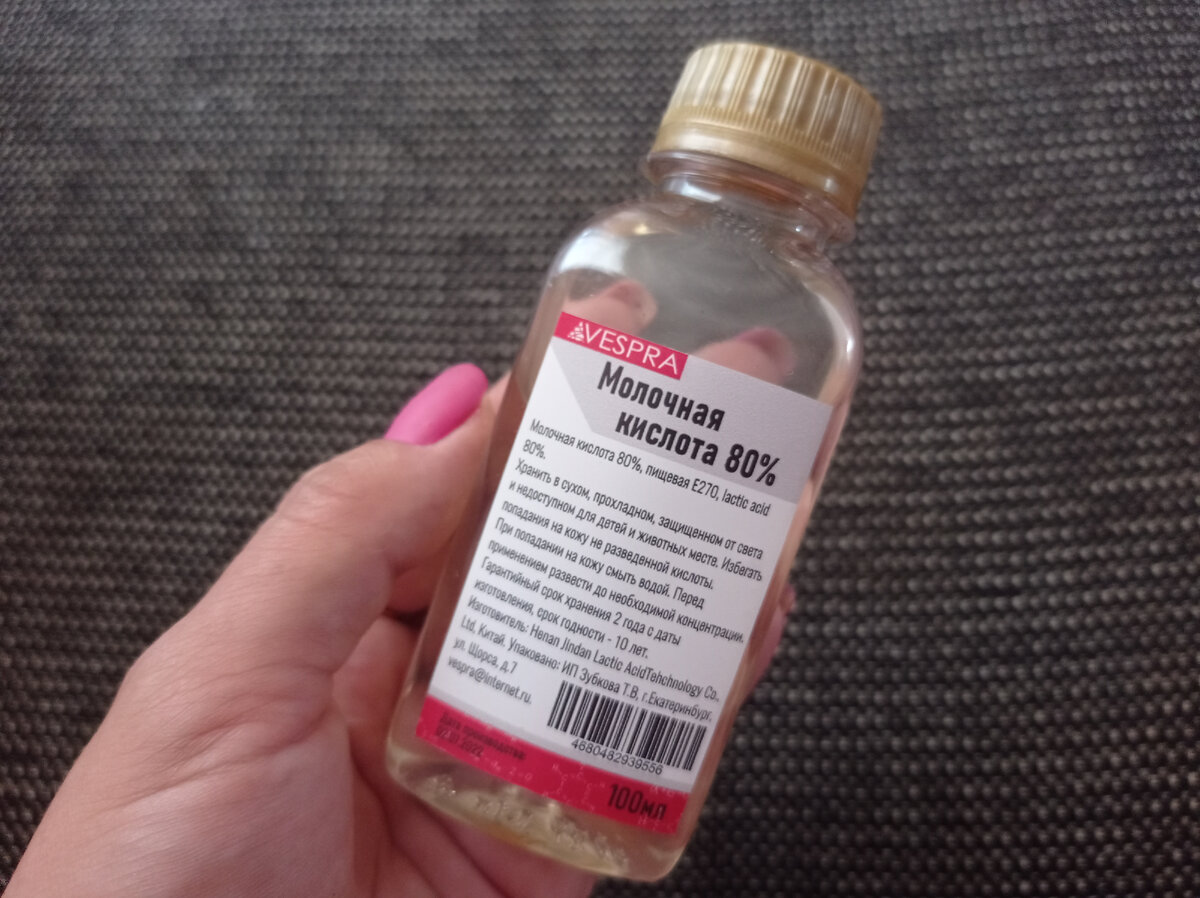 VESPRA
Молочная
кислота 80%
Молочная кислота 80%, пищевая E270, lactic acid
80%.
Хранить в сухом, прохладном, защищенном от света
и недоступном для детей и животных месте. Избегать
попадания на кожу не разведенной кислоты.
При попадании на кожу смыть водой. Перед
применением развести до необходимой концентрации.
Гарантийный срок хранения 2 года с даты
изготовления, срок годности - 10 лет.
Изготовитель: Henan Jindan Lactic AcidTehchnology Co.,
Ltd. Китай. Упаковано: ИП Зубкова Т.В. г.Екатеринбург,
ул. Щорса, д.7
vespra@internet.ru.
4680482939556
Дата производства:
100мл